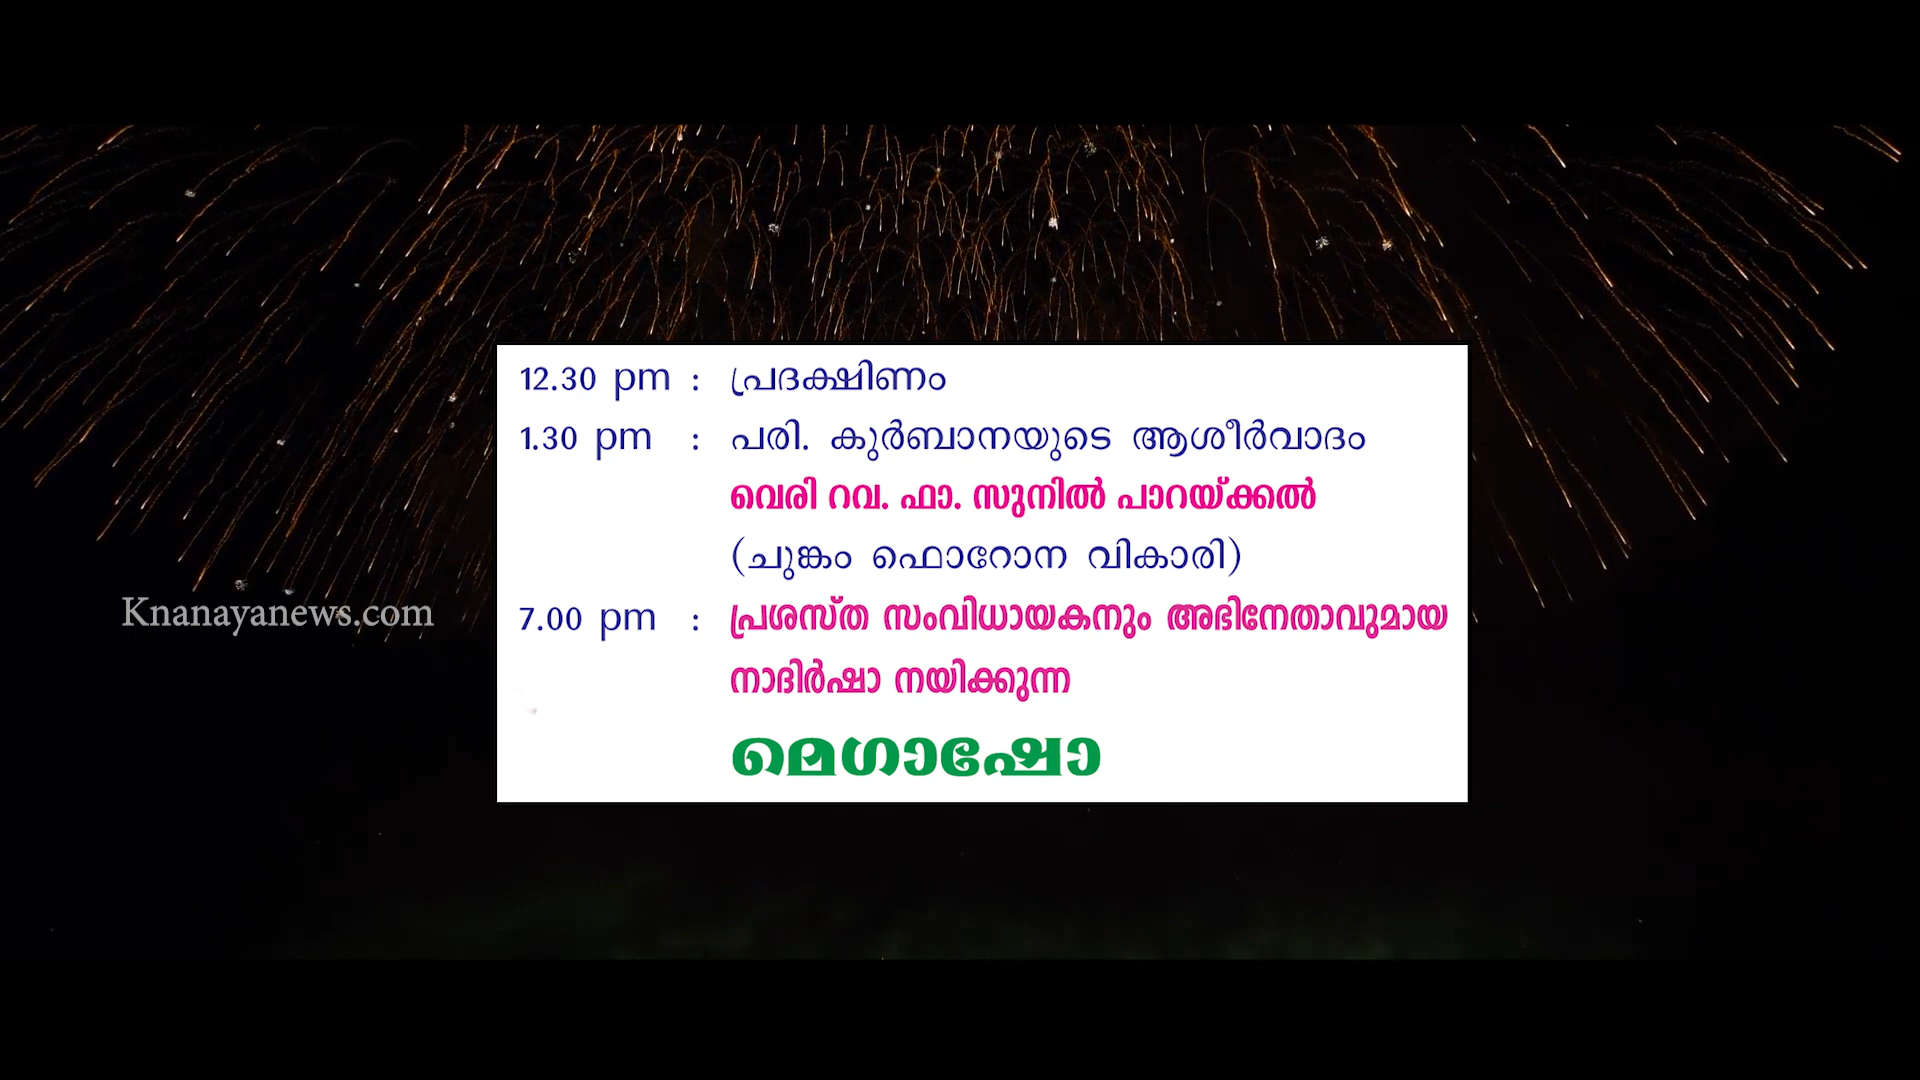 12.30 pm : പ്രദക്ഷിണം
1.30 pm : പരി. കുർബാനയുടെ ആശീർവാദം
വെരി റവ. ഫാ. സുനിൽ പാറയ്ക്കൽ
(ചുങ്കം ഫൊറോന വികാരി)
Knanayanews.com
7.00 pm : പ്രശസ്ത സംവിധായകനും അഭിനേതാവുമായ
നാദിർഷാ നയിക്കുന്ന
മെഗാഷോ